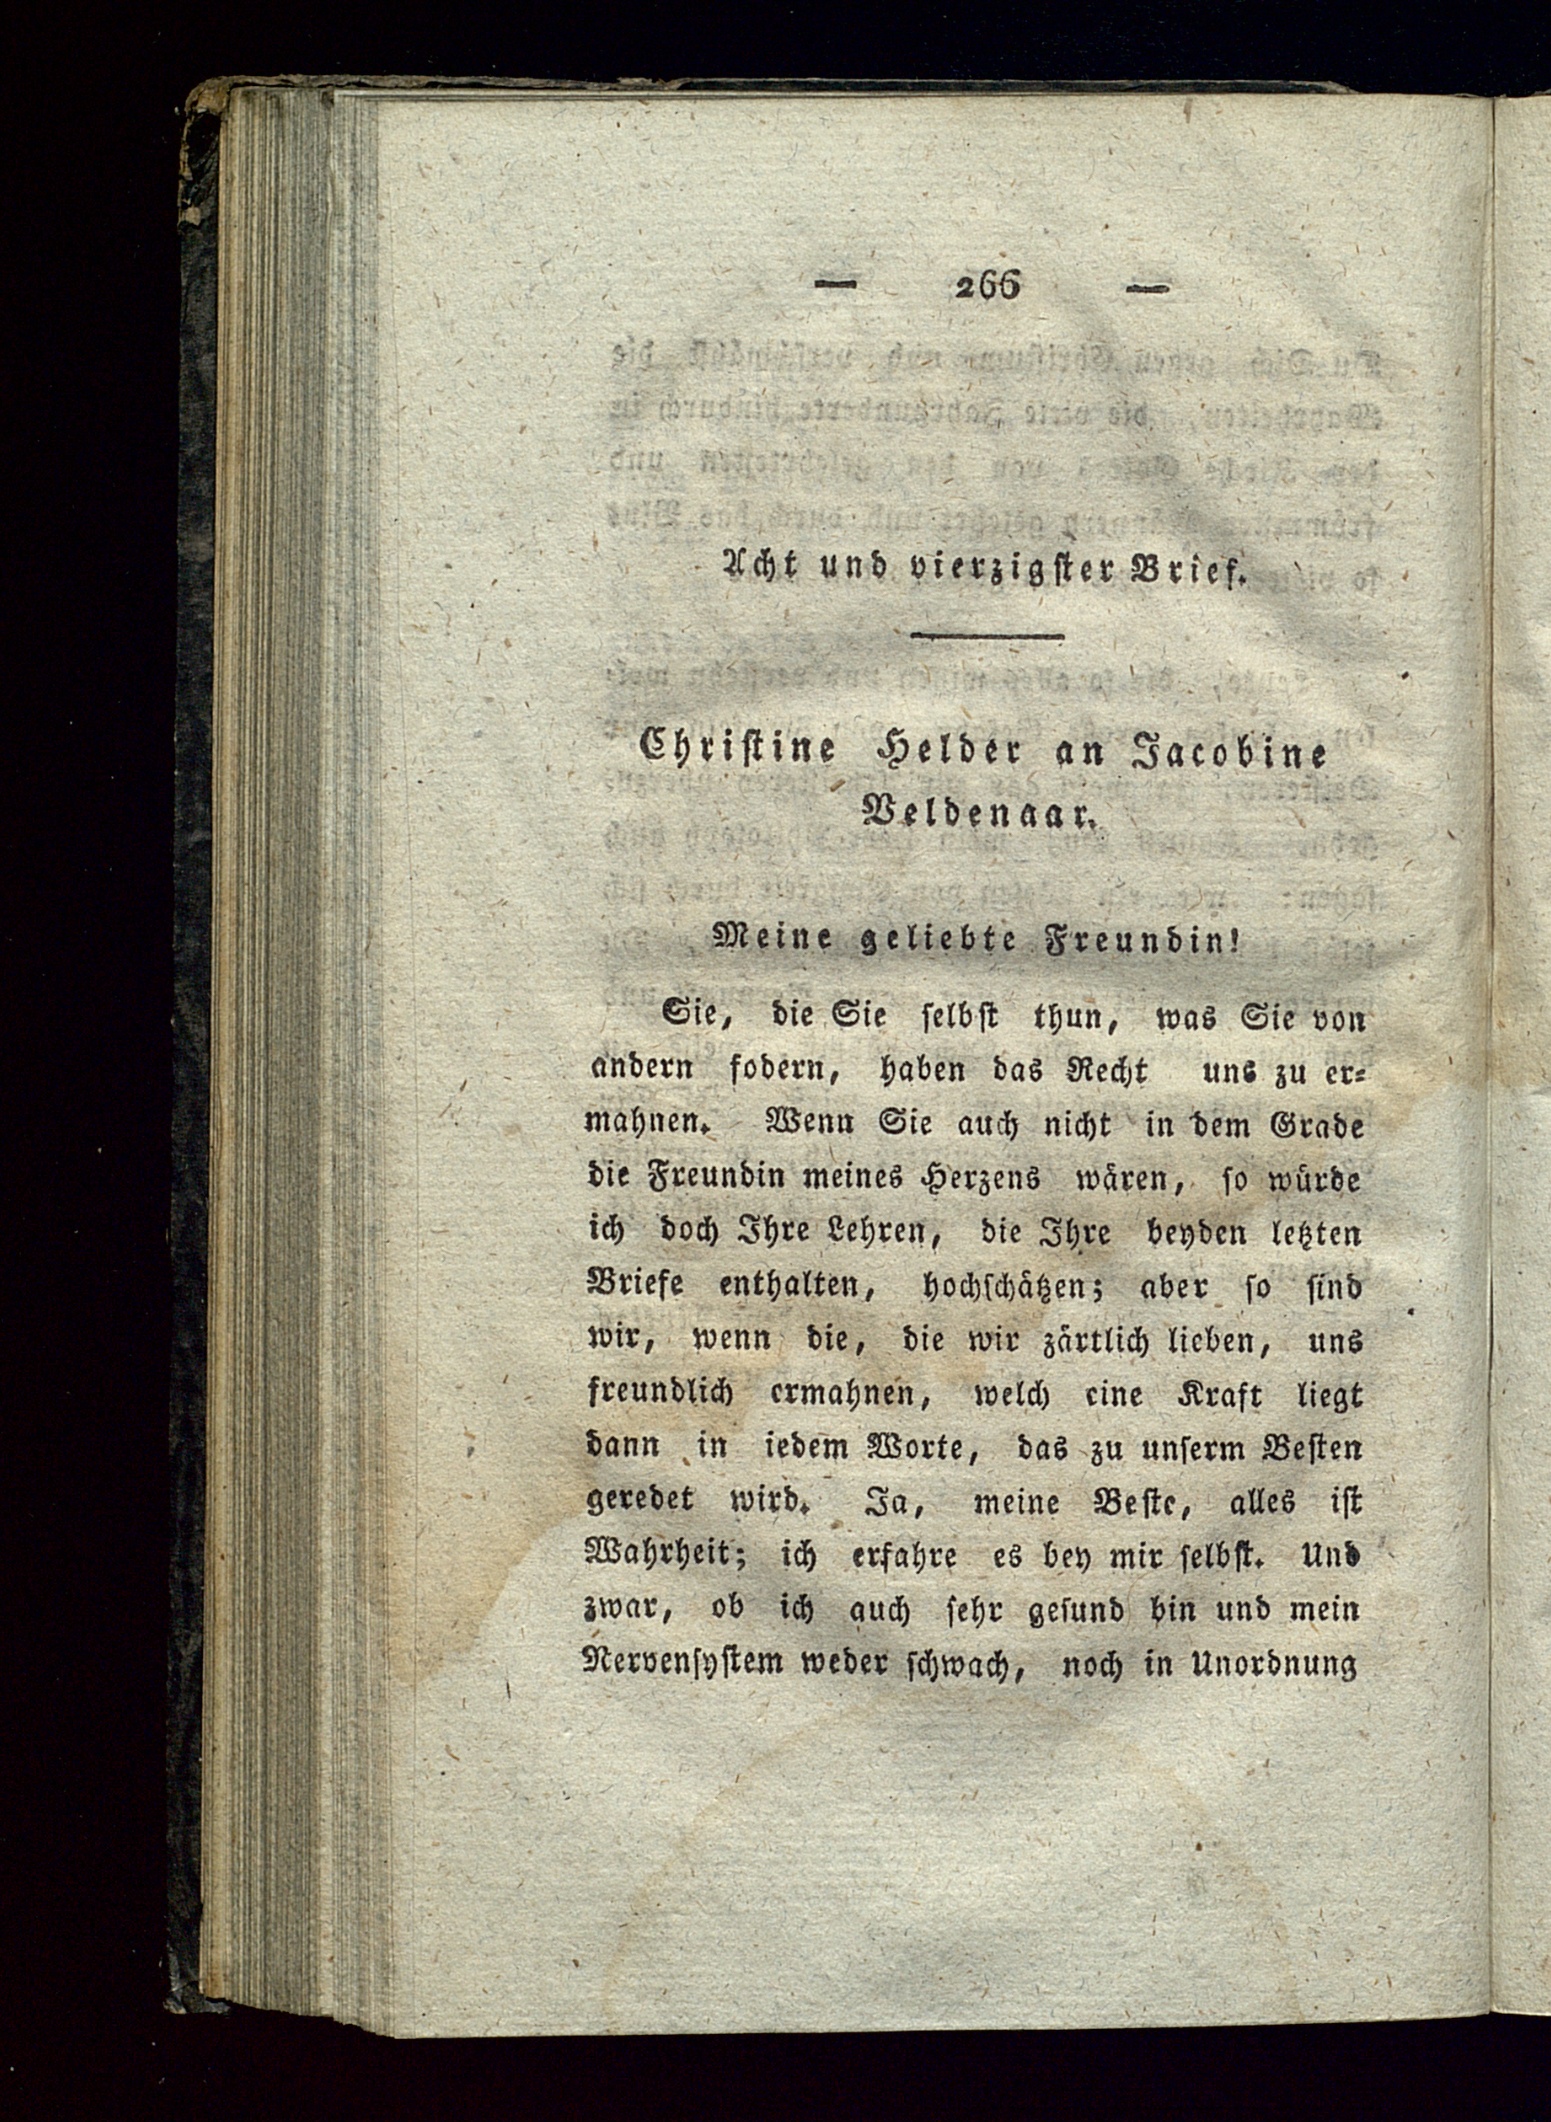 — 266 —
Acht und vierzigſter Brief.
Chriſtine Helder an Jacobine
Veldenaar.
Meine geliebte Freundin!
Sie, die Sie ſelbſt thun, was Sie von
andern fodern, haben das Recht uns zu er⸗
mahnen. Wenn Sie auch nicht in dem Grade
die Freundin meines Herzens wären, ſo würde
ich doch Ihre Lehren, die Ihre beyden letzten
Briefe enthalten, hochſchätzen; aber ſo ſind
wir, wenn die, die wir zärtlich lieben, uns
freundlich ermahnen, welch eine Kraft liegt
dann in iedem Worte, das zu unſerm Beſten
geredet wird. Ja, meine Beſte, alles iſt
Wahrheit; ich erfahre es bey mir ſelbſt. Und
zwar, ob ich auch ſehr geſund bin und mein
Nervenſyſtem weder ſchwach, noch in Unordnung